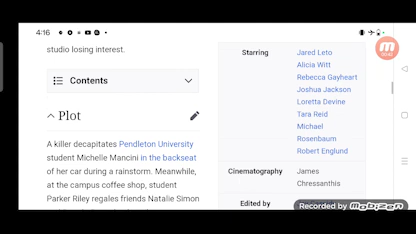 4:16
studio losing interest.
Contents
Plot
A killer decapitates Pendleton University
student Michelle Mancini in the backseat
of her car during a rainstorm. Meanwhile,
at the campus coffee shop, student
Parker Riley regales friends Natalie Simon
Starring
Jared Leto
Alicia Witt
Rebecca Gayheart
Joshua Jackson
Loretta Devine
Tara Reid
Michael
Rosenbaum
Robert Englund
Cinematography
James
Chressanthis
Edited by
Recorded by
MOBIZEN